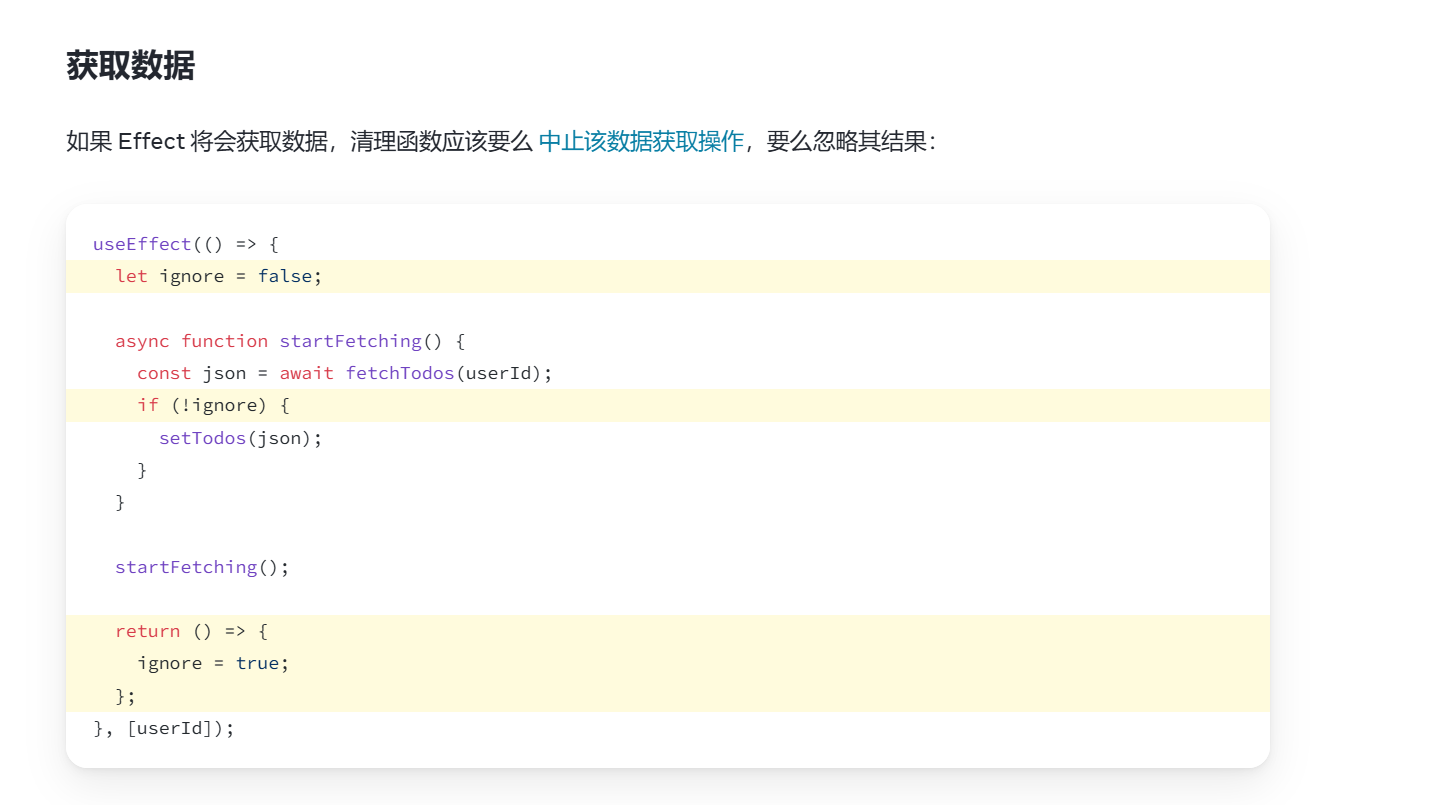 获取数据
如果 Effect 将会获取数据，清理函数应该要么 中止该数据获取操作，要么忽略其结果：
useEffect(() => {
  let ignore = false;

  async function startFetching() {
    const json = await fetchTodos(userId);
    if (!ignore) {
      setTodos(json);
    }
  }

  startFetching();

  return () => {
    ignore = true;
  };
}, [userId]);